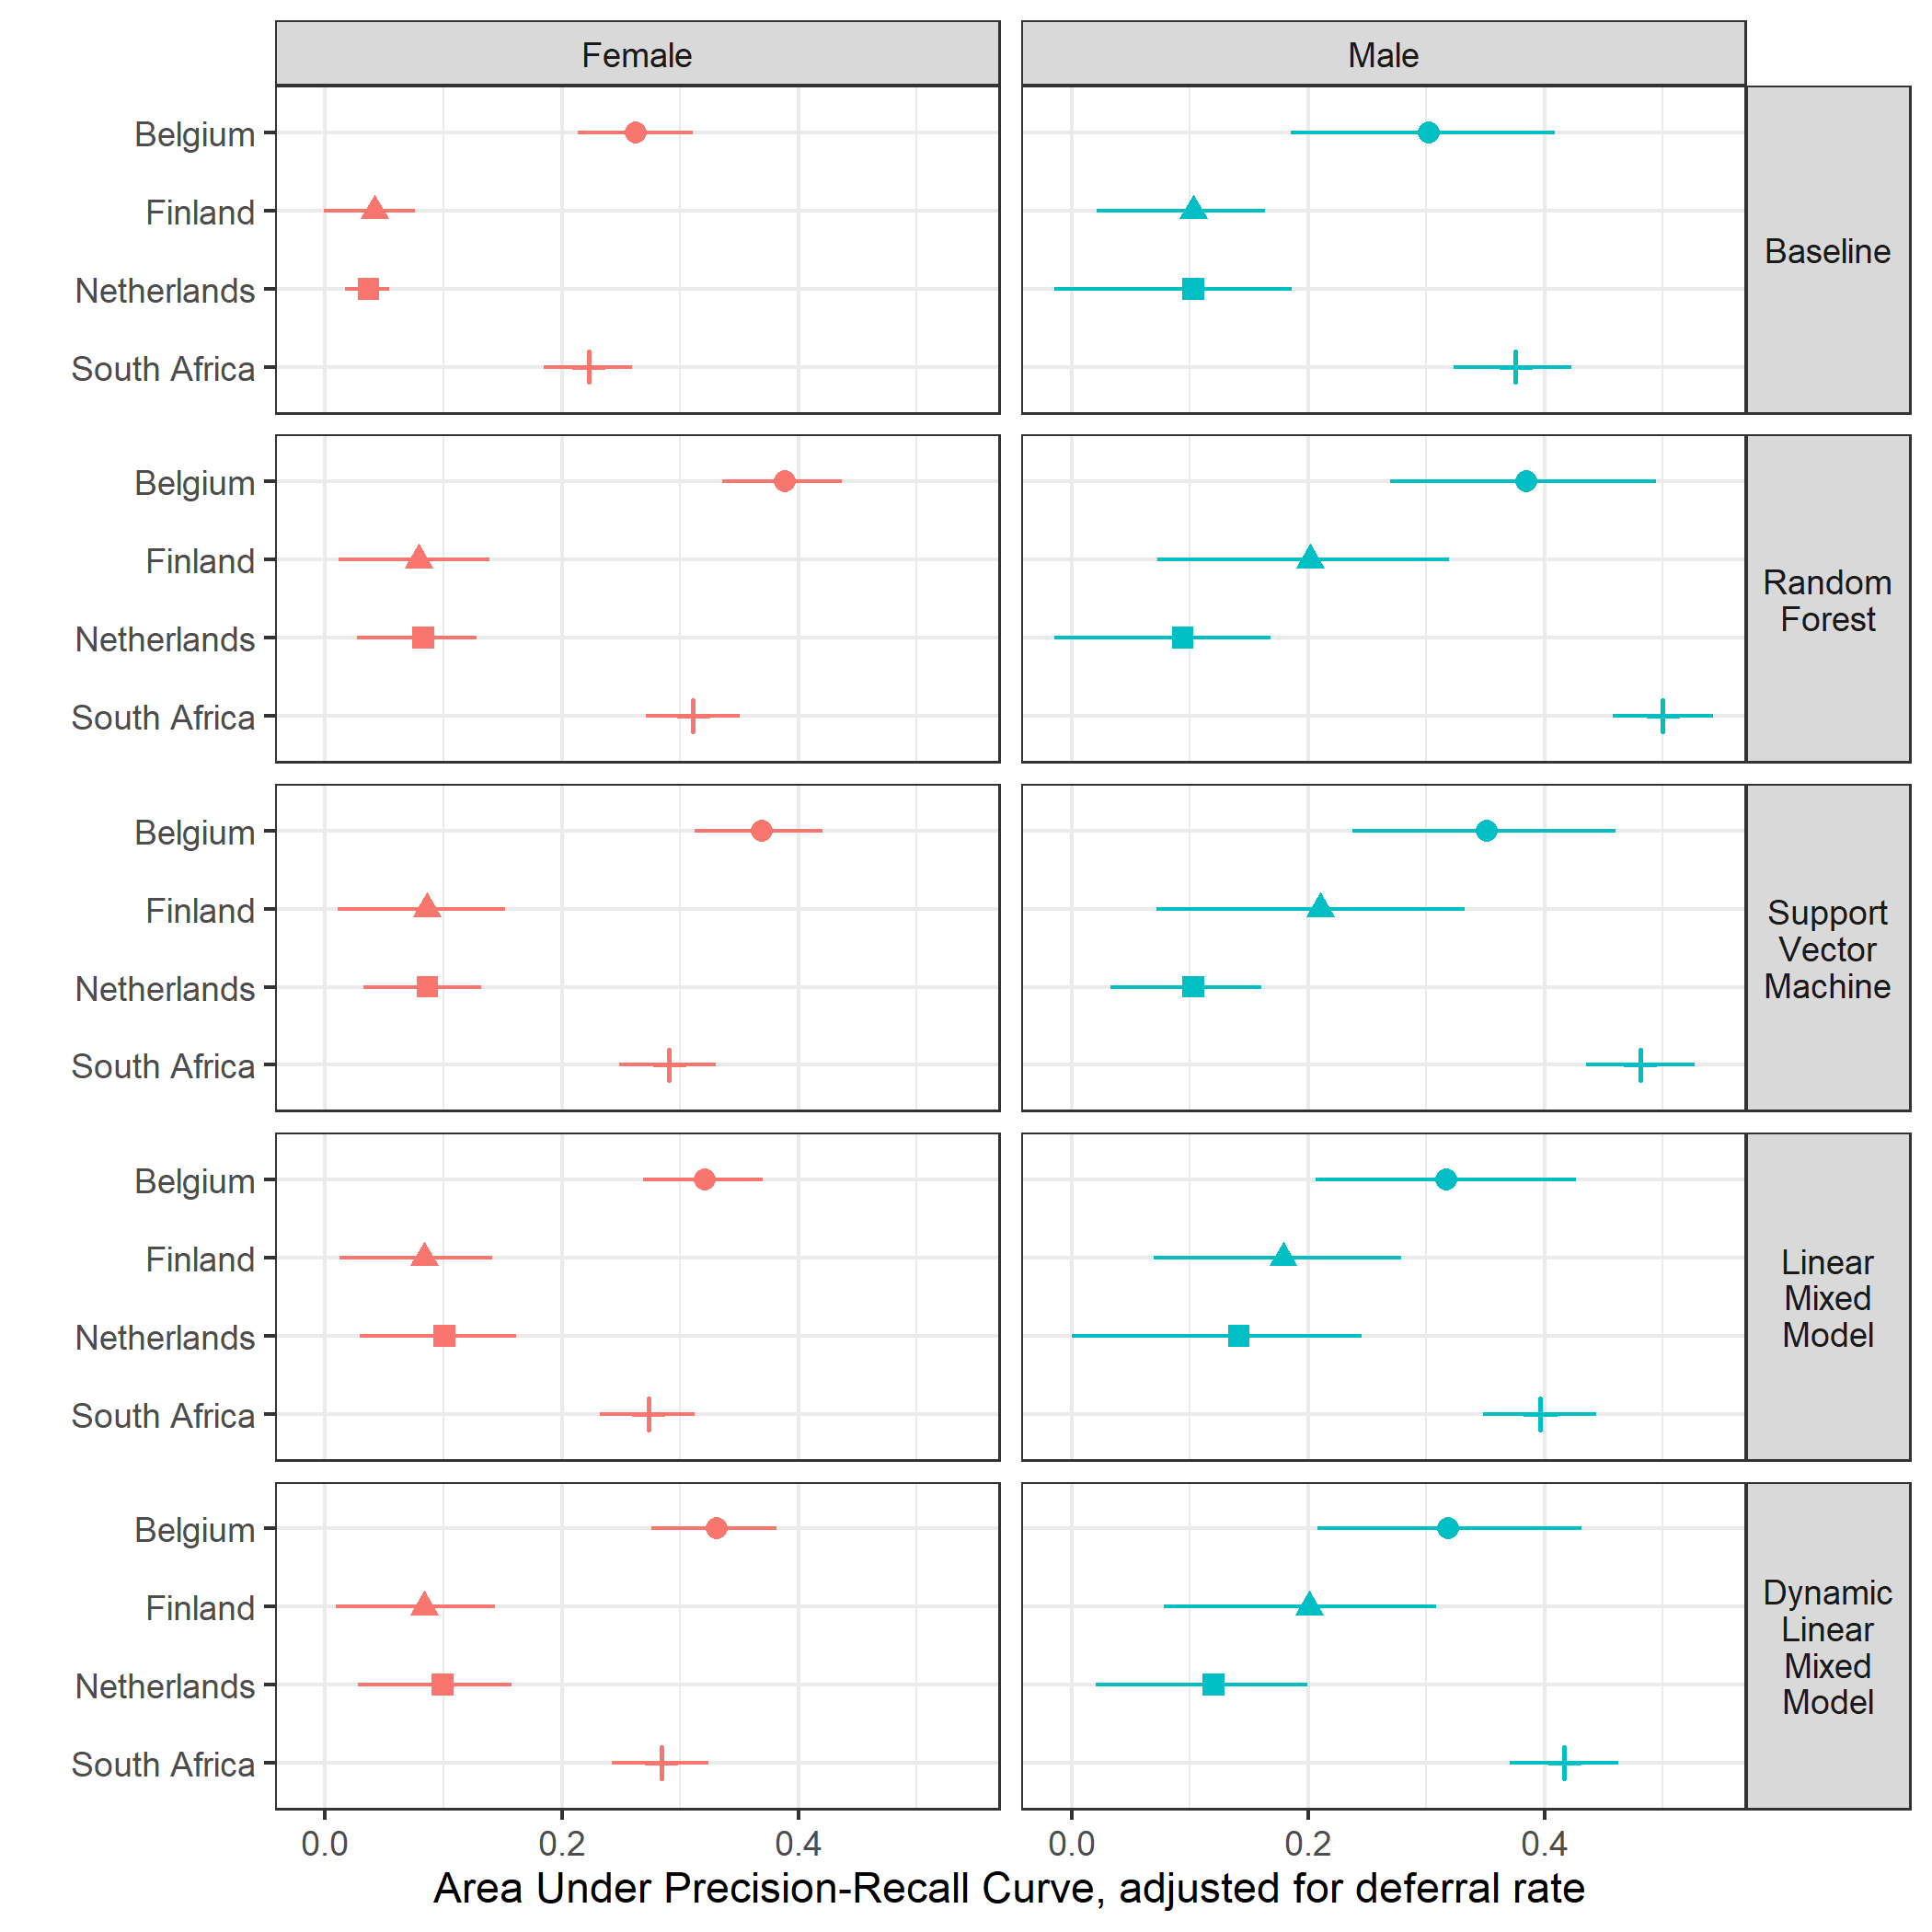 Female
Male
Belgium
Finland
Netherlands
South Africa
Baseline
Belgium
Finland
Netherlands
South Africa
Random
Forest
Belgium
Finland
Netherlands
South Africa
Support
Vector
Machine
Belgium
Finland
Netherlands
South Africa
Linear
Mixed
Model
Belgium
Finland
Netherlands
South Africa
Dynamic
Linear
Mixed
Model
0.0 0.2 0.4
0.0 0.2 0.4
Area Under Precision-Recall Curve, adjusted for deferral rate